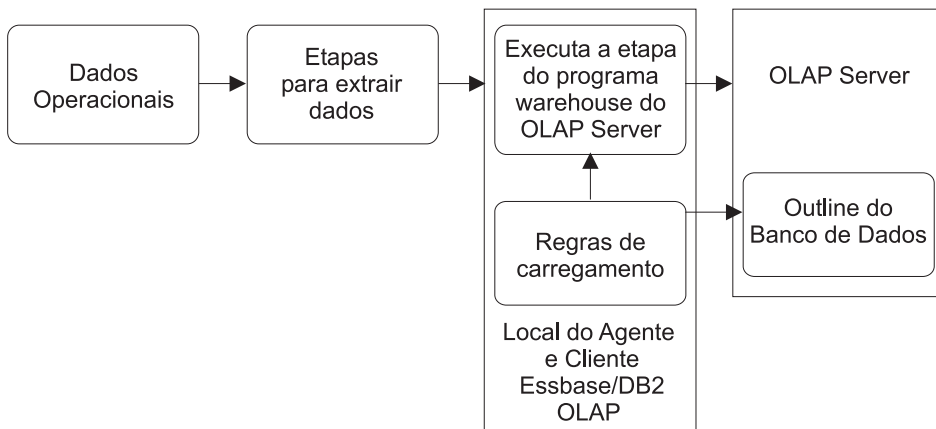 Dados
Operacionais
Etapas
para extrair
dados
Executa a etapa
do programa
warehouse do
OLAP Server
Regras de
carregamento
Local do Agente
e Cliente
Essbase/DB2
OLAP
OLAP Server
Outline do
Banco de Dados